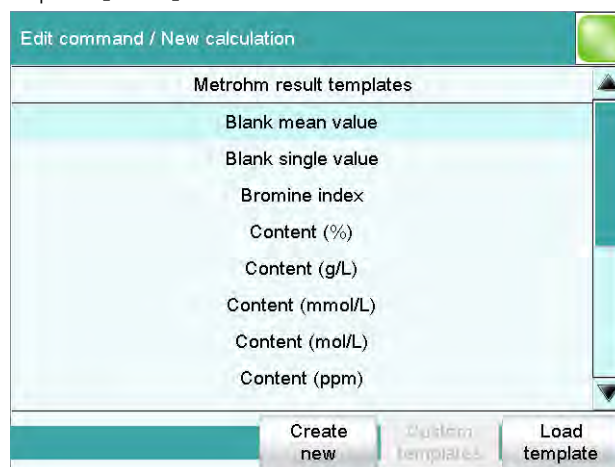 Edit command / New calculation
Metrohm result templates
Blank mean value
Blank single value
Bromine index
Content (%)
Content (g/L)
Content (mmol/L)
Content (mol/L)
Content (ppm)
Create new
Custom templates
Load template